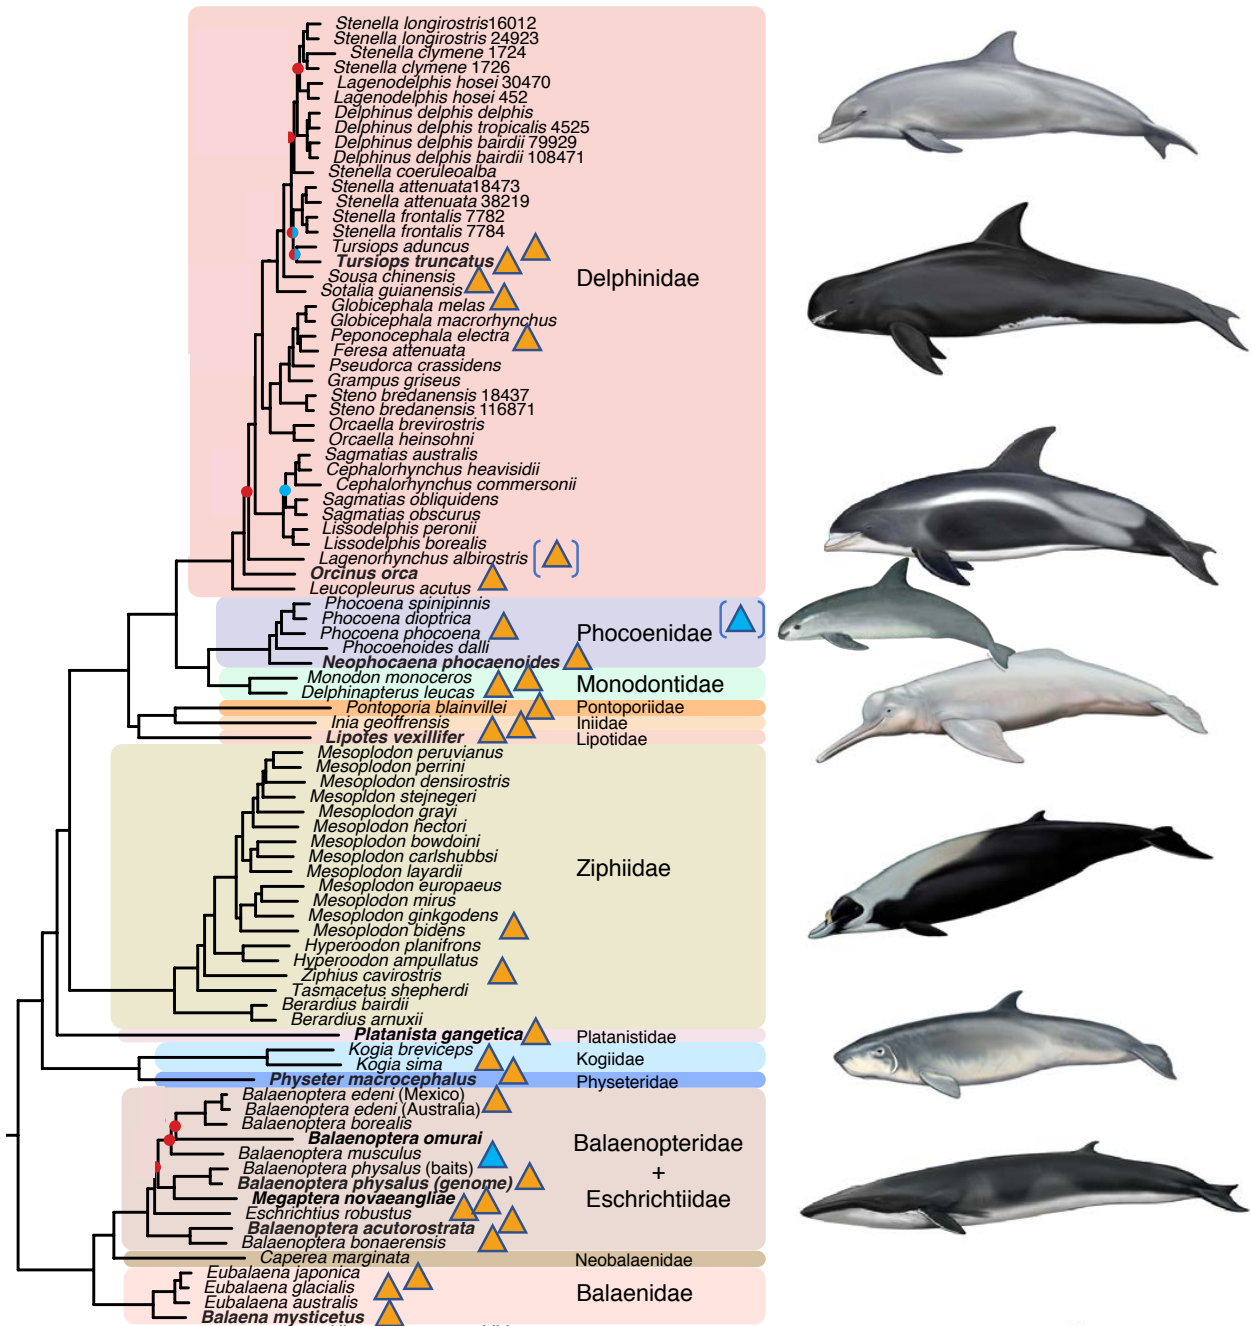 Stenella longirostris16012
Stenella longirostris 24923
Stenella clymene 1724
Stenella clymene 1726
Lagenodelphis hosei 30470
Lagenodelphis hosei 452
Delphinus delphis delphis
Delphinus delphis tropicalis 4525
Delphinus delphis bairdii 79929
Delphinus delphis bairdii 108471
Stenella coeruleoalba
Stenella attenuata18473
Stenella attenuata 38219
Stenella frontalis 7782
Stenella frontalis 7784
Tursiops aduncus
Tursiops truncatus
Sousa chinensis
Delphinidae
Sotalia guianensis
Globicephala melas
Globicephala macrorhynchus
Peponocephala electra
Feresa attenuata
Pseudorca crassidens
Grampus griseus
Steno bredanensis 18437
Steno bredanensis 116871
Orcaella brevirostris
Orcaella heinsohni
Sagmatias australis
Cephalorhynchus heavisidii
Cephalorhynchus commersonii
Sagmatias obliquidens
Sagmatias obscurus
Lissodelphis peronii
Lissodelphis borealis
Lagenorhynchus albirostris
Orcinus orca
Leucopleurus acutus
Phocoena spinipinnis
Phocoena dioptrica
Phocoena phocoena
Phocoenidae
Phocoenoides dalli
Neophocaena phocaenoides
Monodon monoceros
Monodontidae
Delphinapterus leucas
Pontoporia blainvillei
Pontoporiidae
Inia geoffrensis
Iniidae
Lipotes vexillifer
Lipotidae
Mesoplodon peruvianus
Mesoplodon perrini
Mesoplodon densirostris
Mesopldon stejnegeri
Mesoplodon grayi
Mesoplodon hectori
Mesoplodon bowdoini
Mesoplodon carlshubbsi
Ziphiidae
Mesoplodon layardii
Mesoplodon europaeus
Mesoplodon mirus
Mesoplodon ginkgodens
Mesoplodon bidens
Hyperoodon planifrons
Hyperoodon ampullatus
Ziphius cavirostris
Tasmacetus shepherdi
Berardius bairdii
Berardius arnuxii
Platanista gangetica
Platanistidae
Kogia breviceps
Kogiidae
Kogia sima
Physeter macrocephalus
Physeteridae
Balaenoptera edeni (Mexico)
Balaenoptera edeni (Australia)
Balaenoptera borealis
Balaenoptera omurai
Balaenopteridae
Balaenoptera musculus
Balaenoptera physalus (baits)
+
Balaenoptera physalus (genome)
Megaptera novaeangliae
Eschrichtiidae
Eschrichtius robustus
Balaenoptera acutorostrata
Balaenoptera bonaerensis
Caperea marginata
Neobalaenidae
Eubalaena japonica
Eubalaena glacialis
Balaenidae
Eubalaena australis
Balaena mysticetus